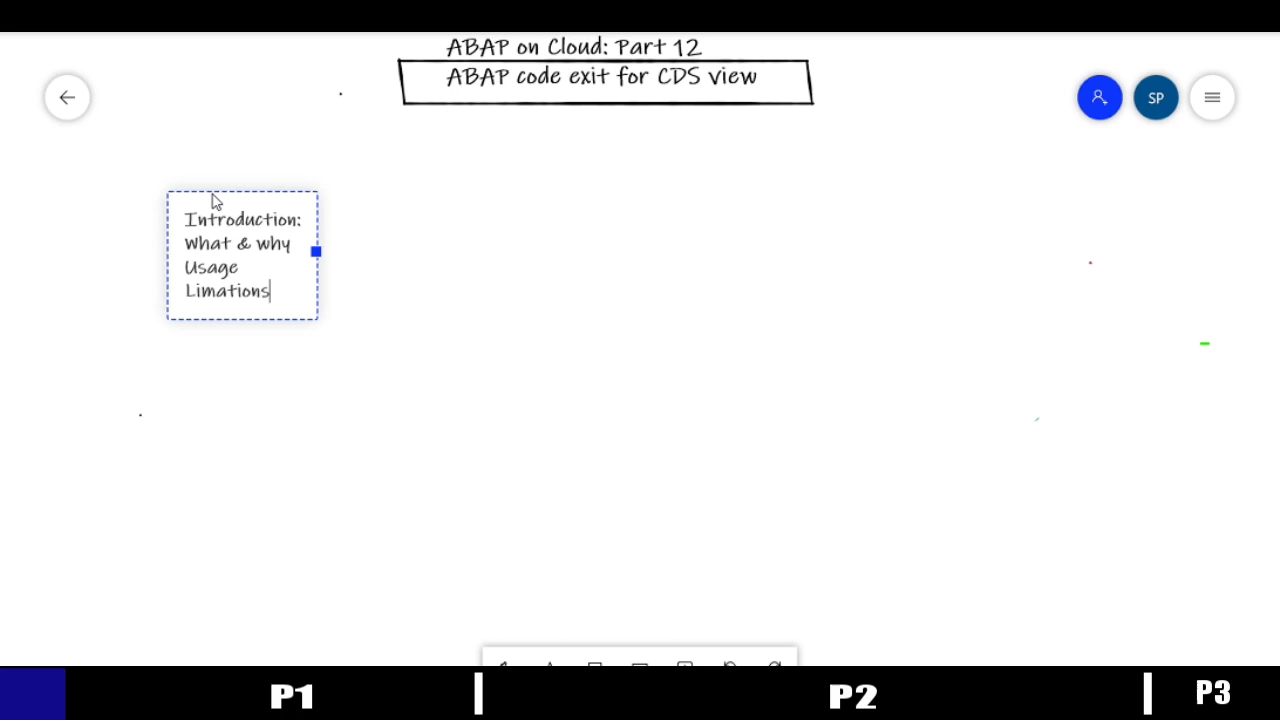 ABAP on Cloud: Part 12
ABAP code exit for CDS view
SP
Introduction:
What & why
Usage
Limations
P1
P2
P3